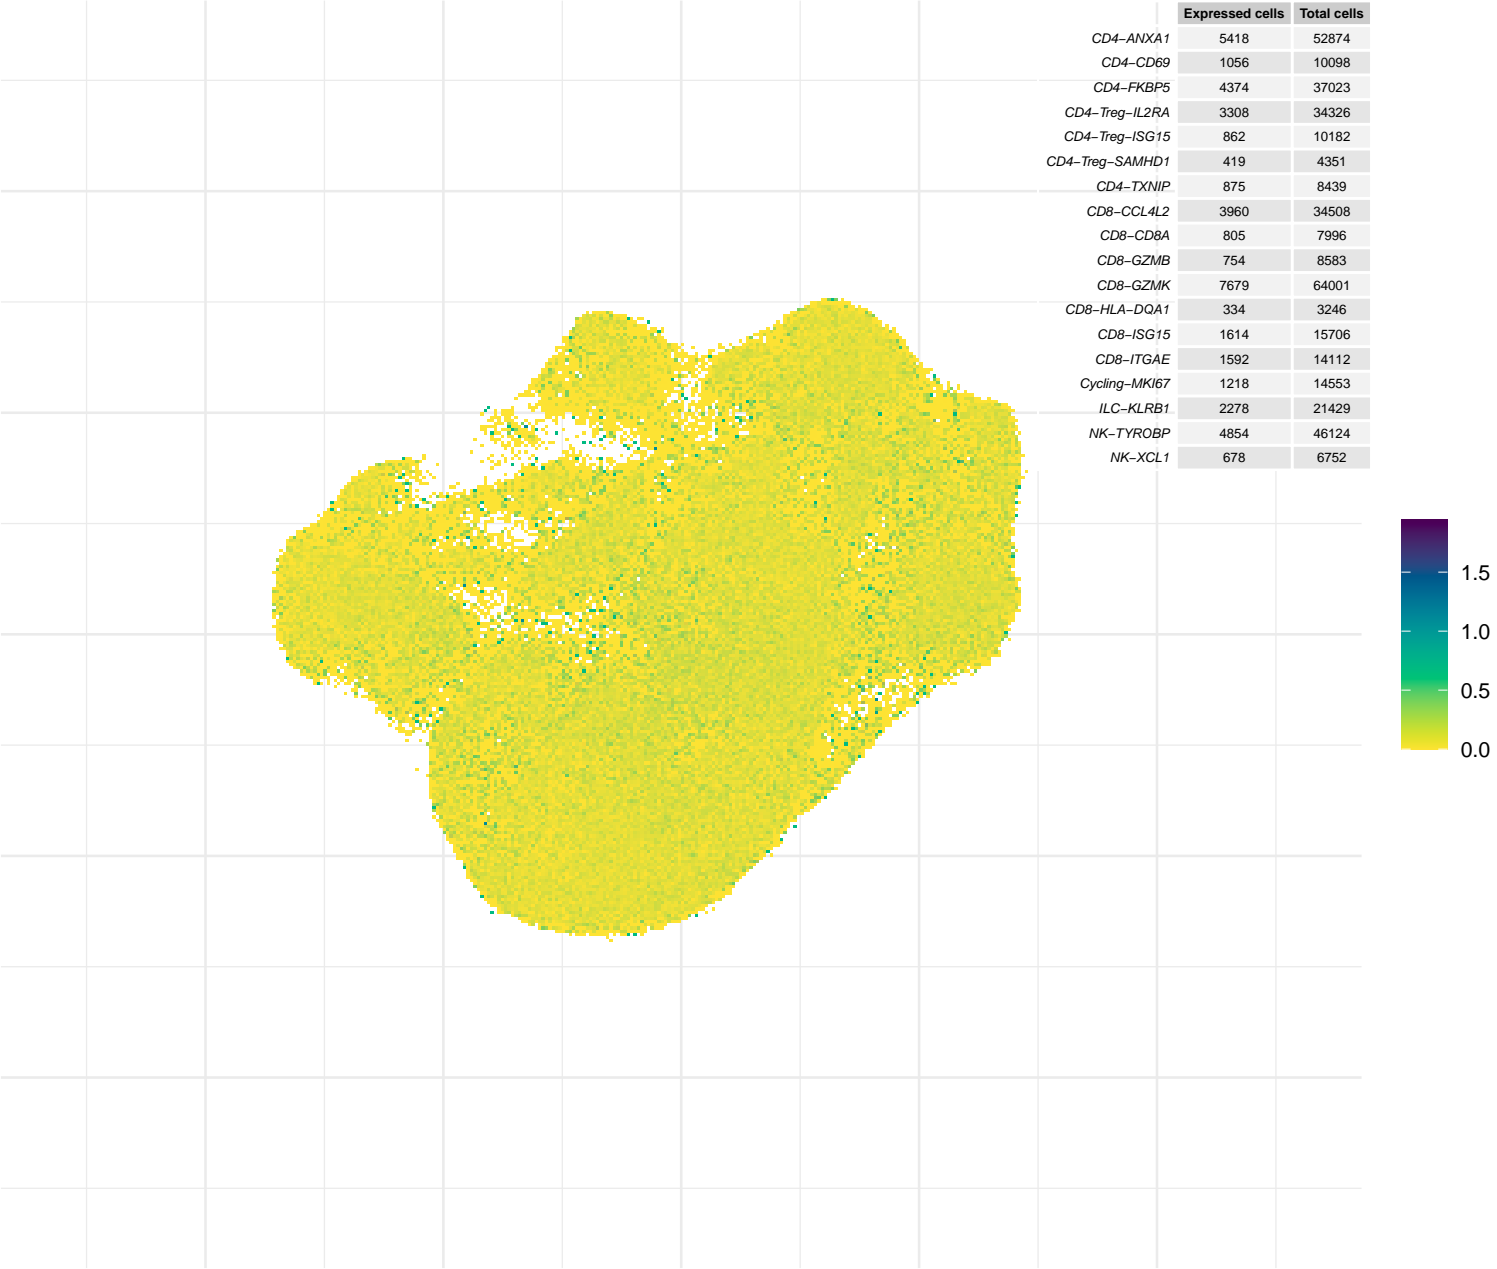 Expressed cells Total cells
CD4−ANXA1 5418 52874
CD4−CD69 1056 10098
CD4−FKBP5 4374 37023
CD4−Treg−IL2RA 3308 34326
CD4−Treg−ISG15 862 10182
CD4−Treg−SAMHD1 419 4351
CD4−TXNIP 875 8439
CD8−CCL4L2 3960 34508
CD8−CD8A 805 7996
CD8−GZMB 754 8583
CD8−GZMK 7679 64001
CD8−HLA−DQA1 334 3246
CD8−ISG15 1614 15706
CD8−ITGAE 1592 14112
Cycling−MKI67 1218 14553
ILC−KLRB1 2278 21429
NK−TYROBP 4854 46124
NK−XCL1 678 6752
1.5
1.0
0.5
0.0